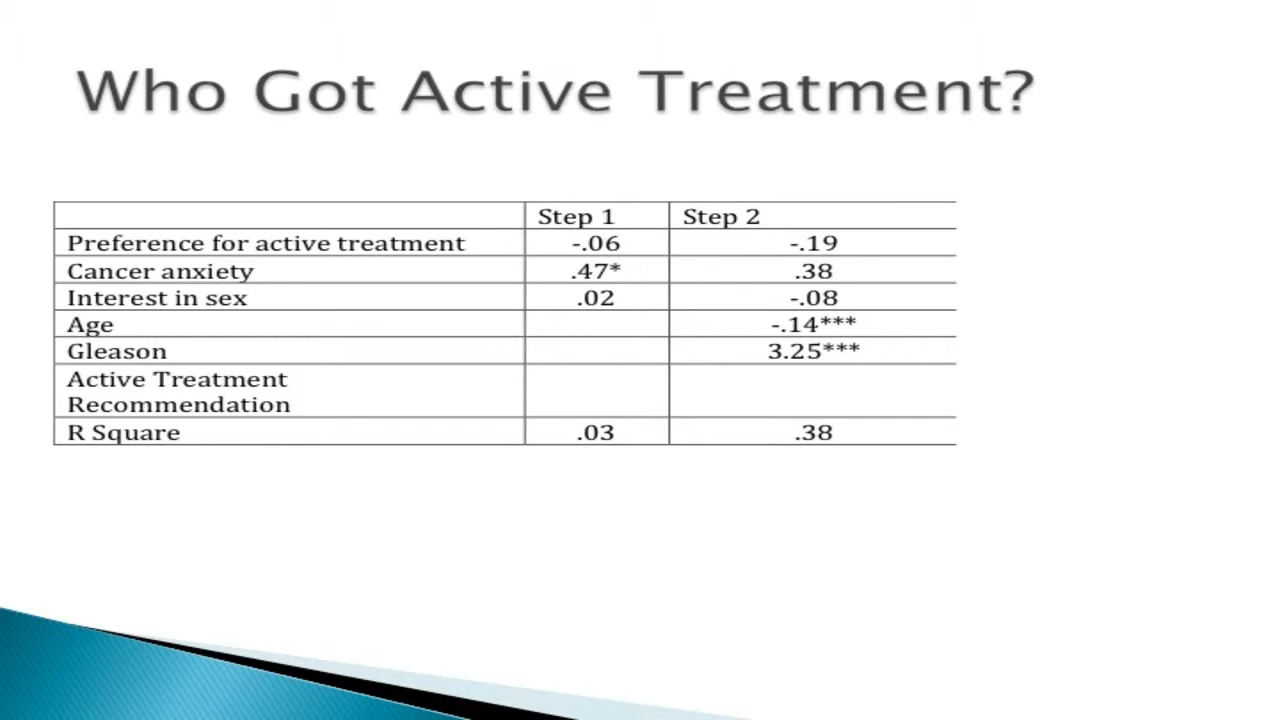 Who Got Active Treatment?
Step 1 Step 2
Preference for active treatment -.06 -.19
Cancer anxiety .47* .38
Interest in sex .02 -.08
Age -.14***
Gleason 3.25***
Active Treatment
Recommendation
R Square .03 .38